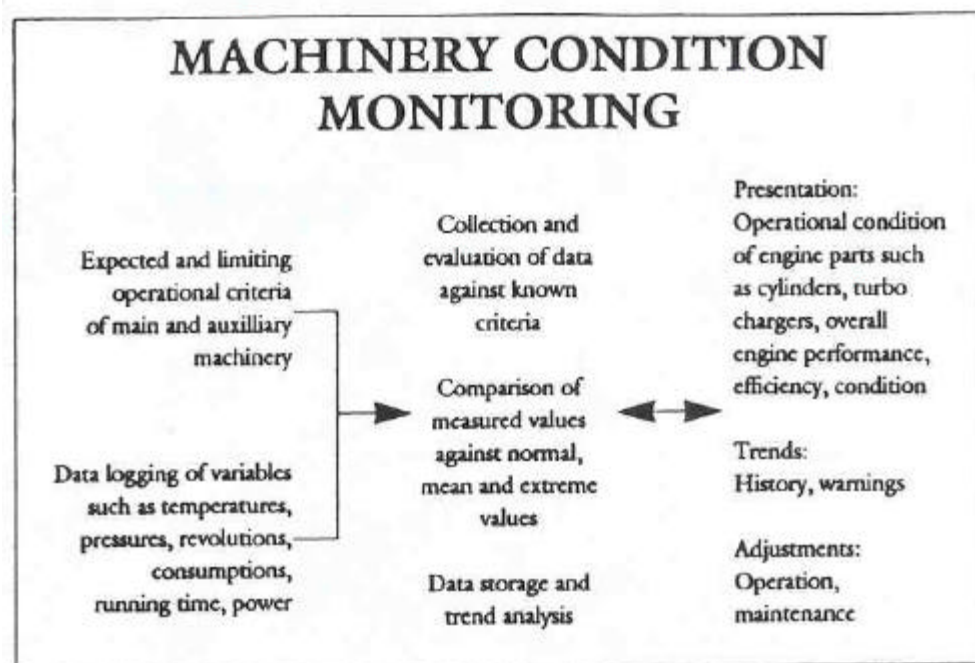 MACHINERY CONDITION
MONITORING
Expected and limiting
operational criteria
of main and auxilliary
machinery
Data logging of variables
such as temperatures,
pressures, revolutions,
consumptions,
running time, power
Collection and
evaluation of data
against known
criteria
Comparison of
measured values
against normal,
mean and extreme
values
Data storage and
trend analysis
Presentation:
Operational condition
of engine parts such
as cylinders, turbo
chargers, overall
engine performance,
efficiency, condition
Trends:
History, warnings
Adjustments:
Operation,
maintenance